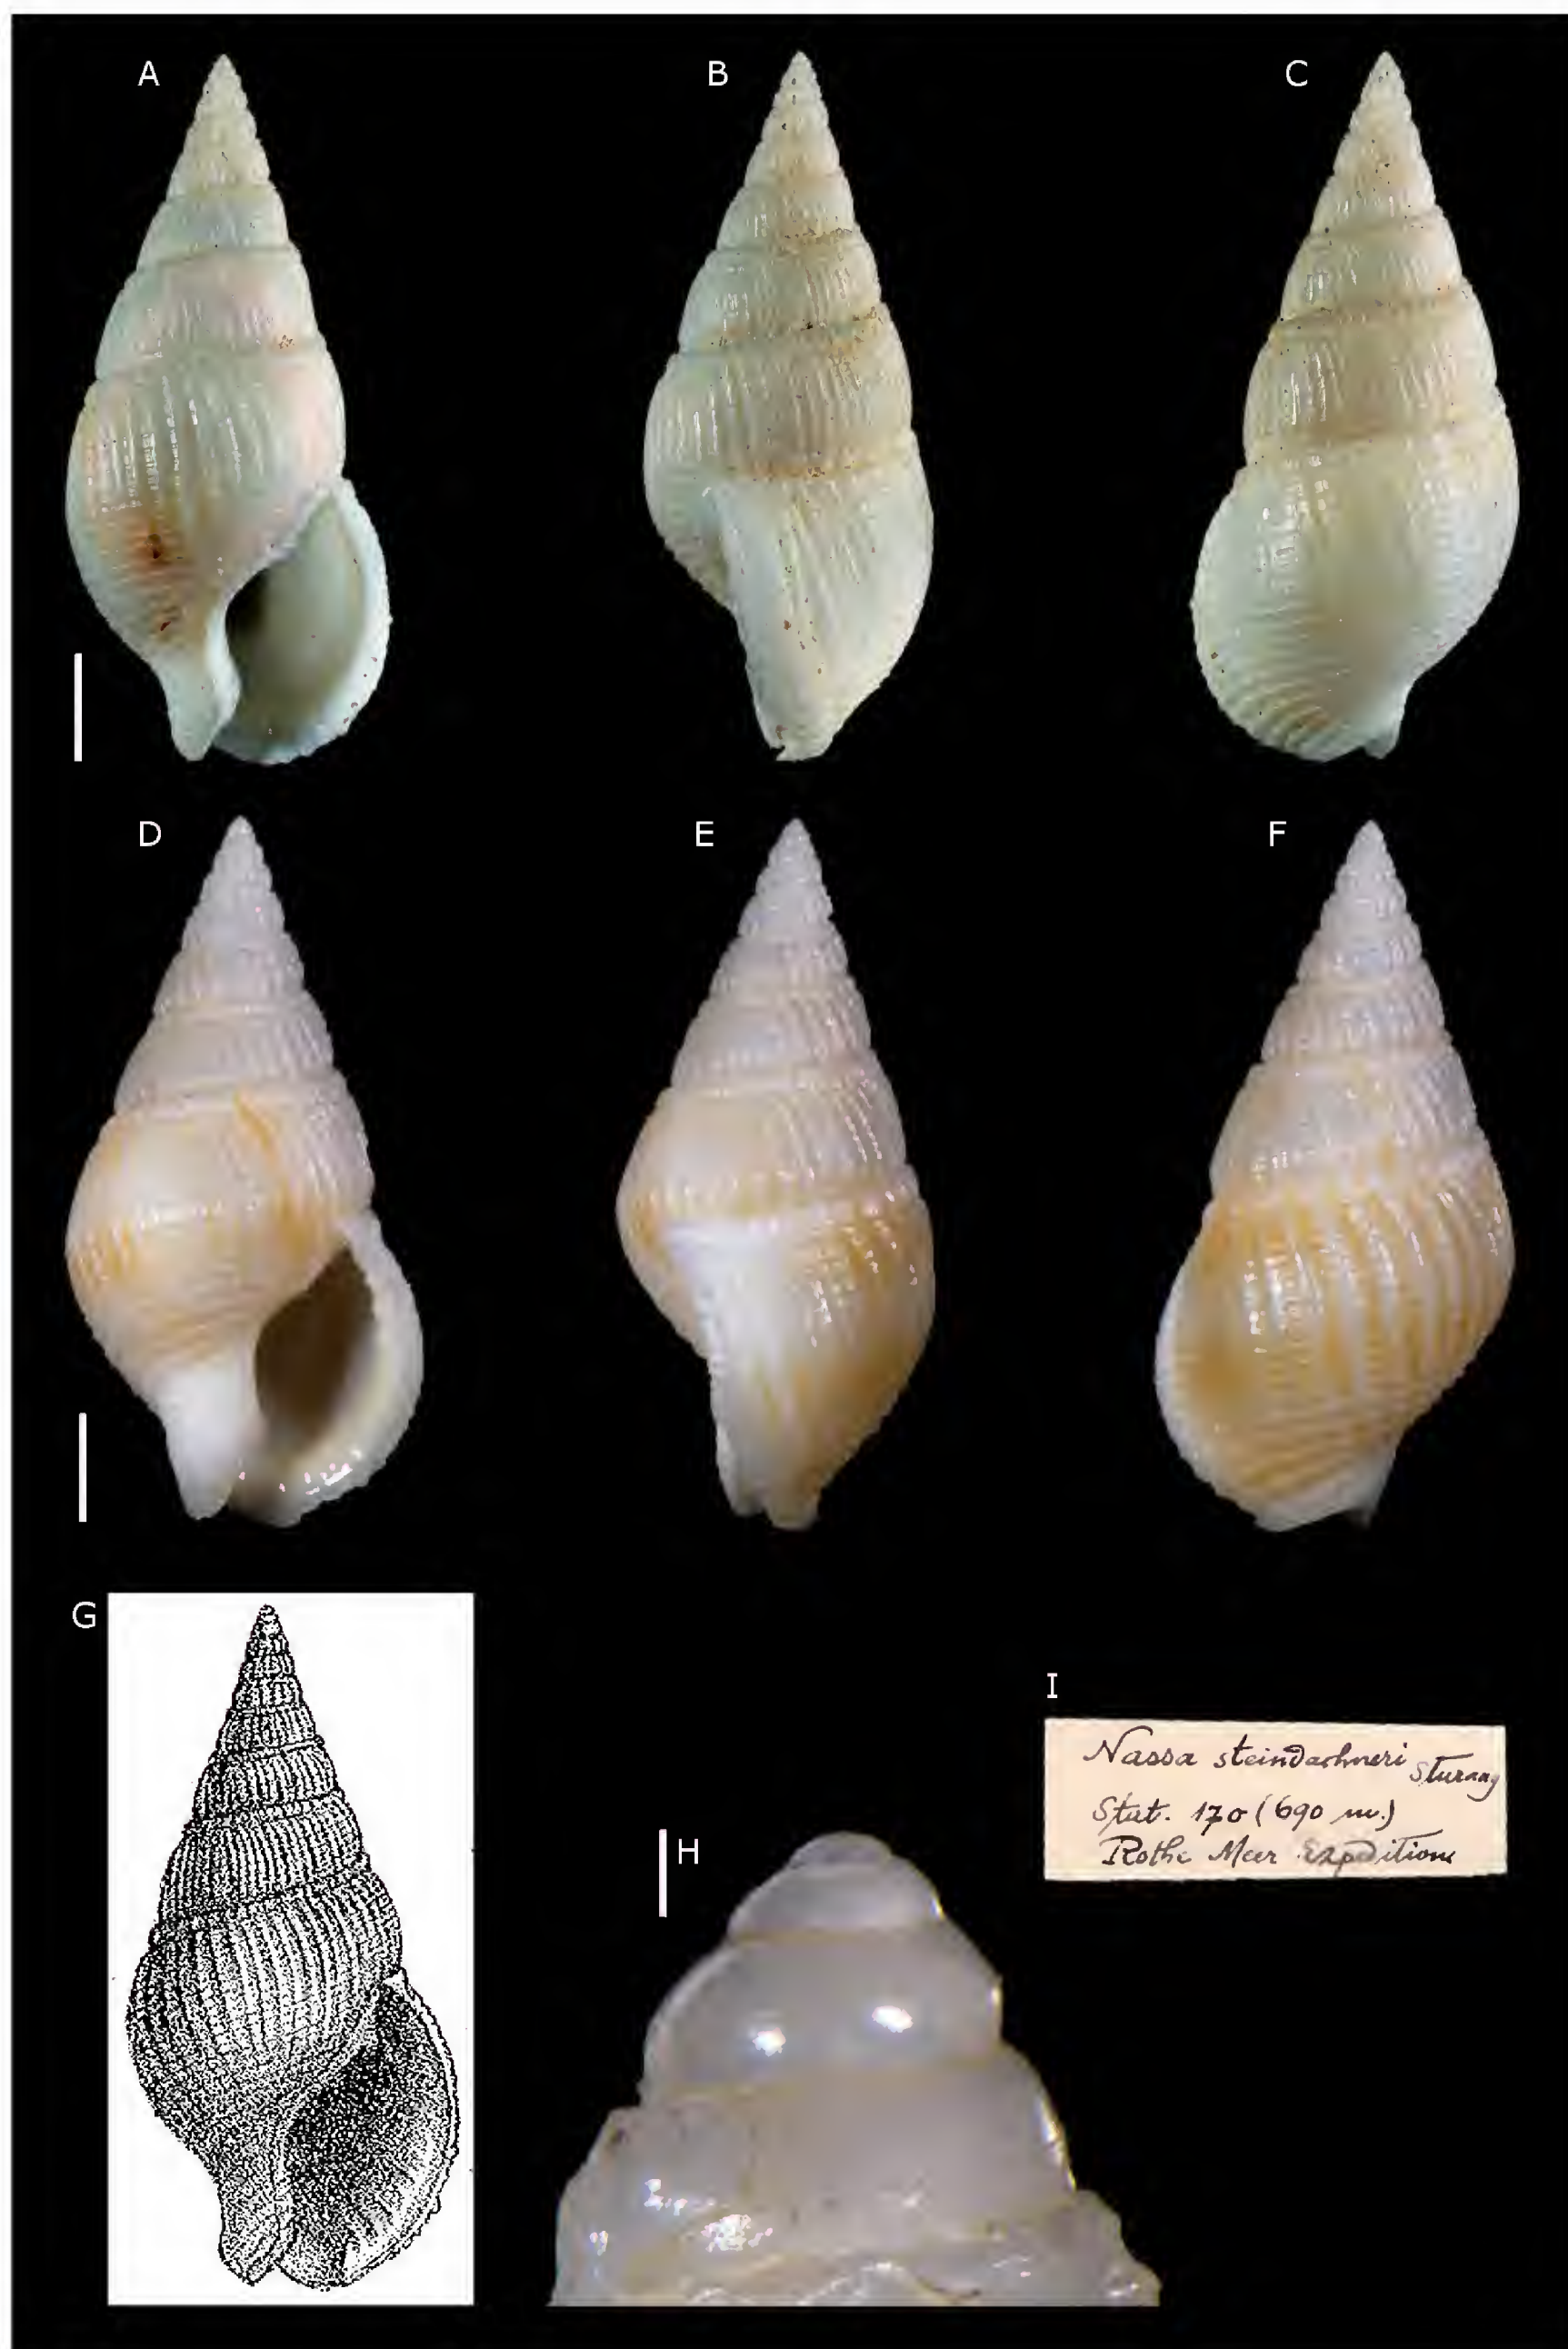 A
B
C
D
E
F
G
H
I
Nassa steindachneri Sturany
Stat. 170 (690 m.)
Rothe Meer Expedition